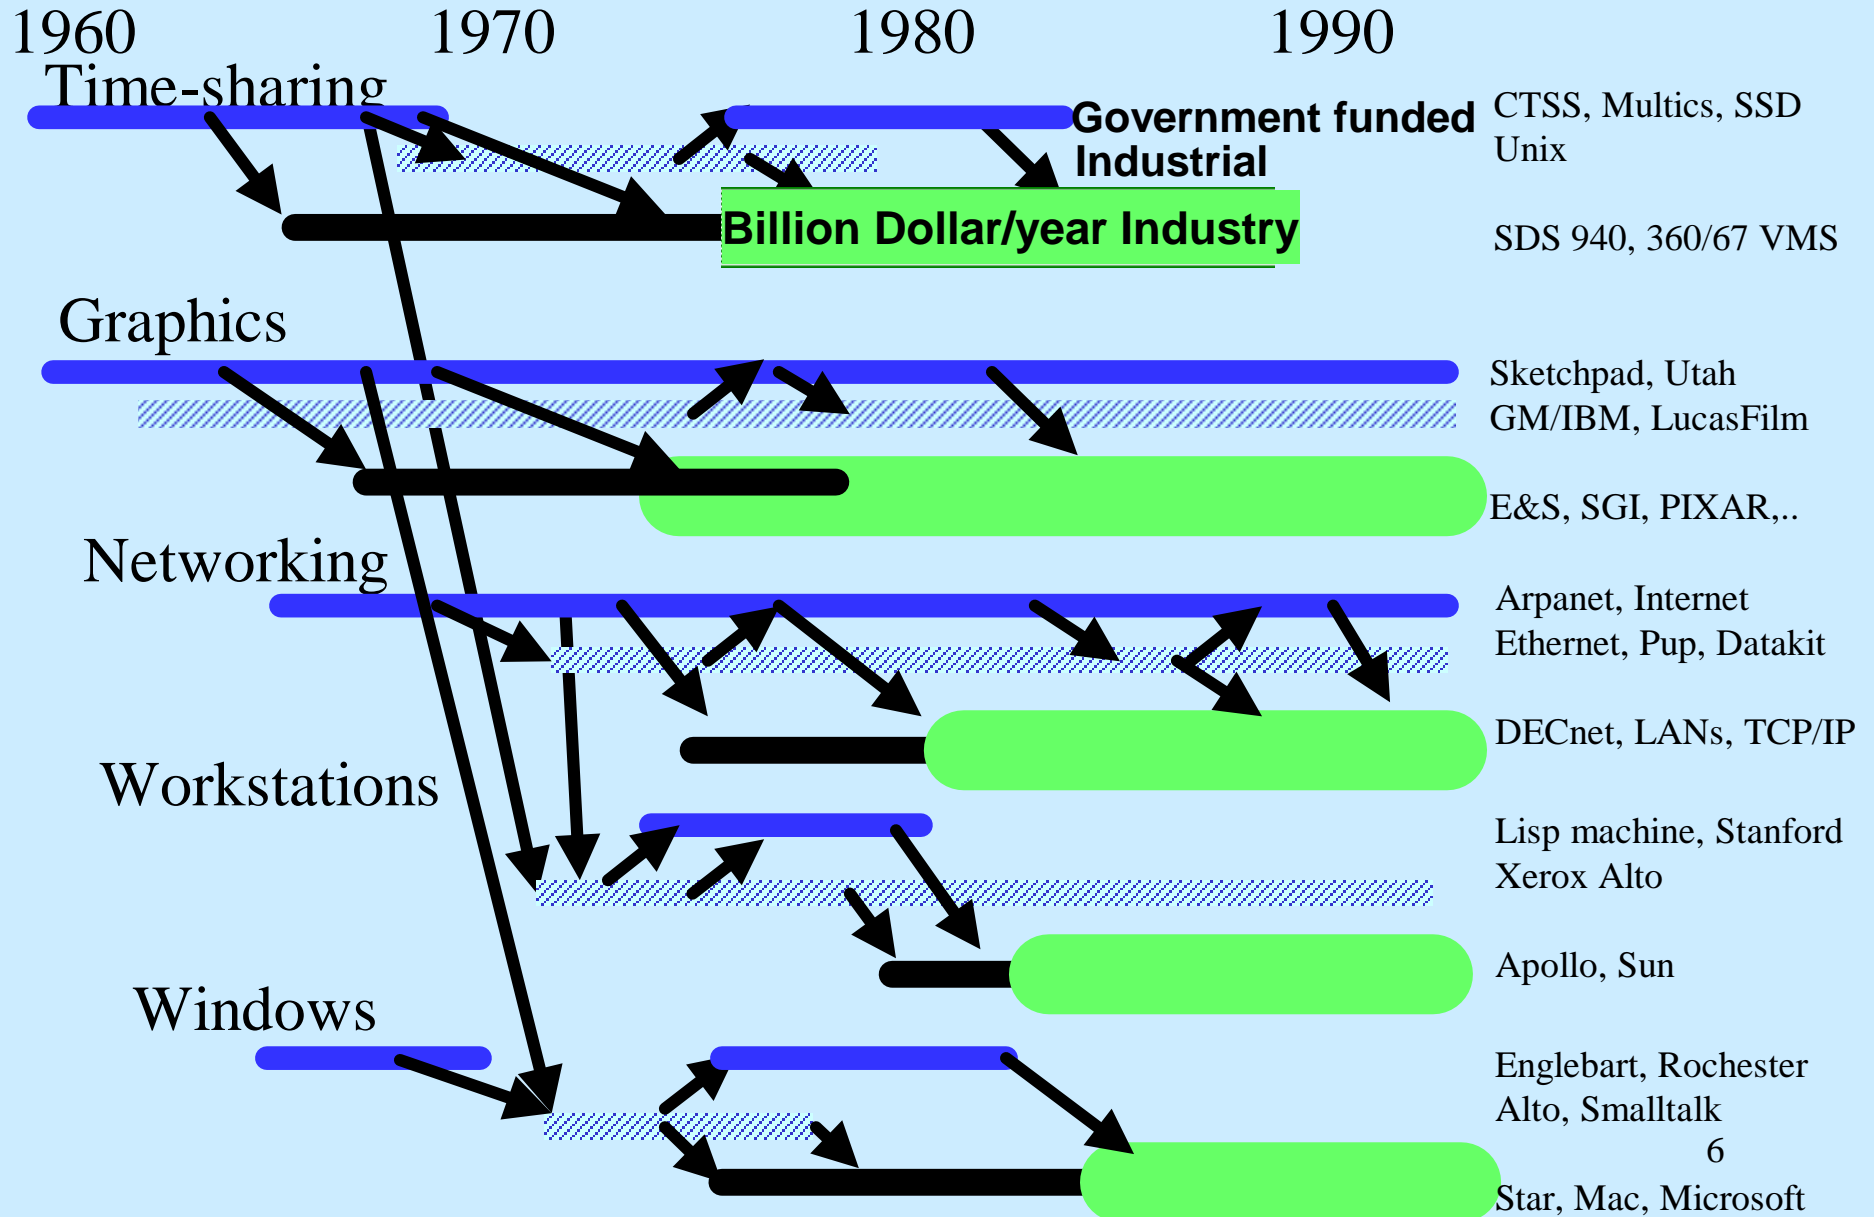 1960 1970 1980 1990
Time-sharing
Government funded
Industrial
CTSS, Multics, SSD
Unix
Billion Dollar/year Industry
SDS 940, 360/67 VMS
Graphics
Sketchpad, Utah
GM/IBM, LucasFilm
E&S, SGI, PIXAR,..
Networking
Arpanet, Internet
Ethernet, Pup, Datakit
DECnet, LANs, TCP/IP
Workstations
Lisp machine, Stanford
Xerox Alto
Apollo, Sun
Windows
Englebart, Rochester
Alto, Smalltalk
6
Star, Mac, Microsoft